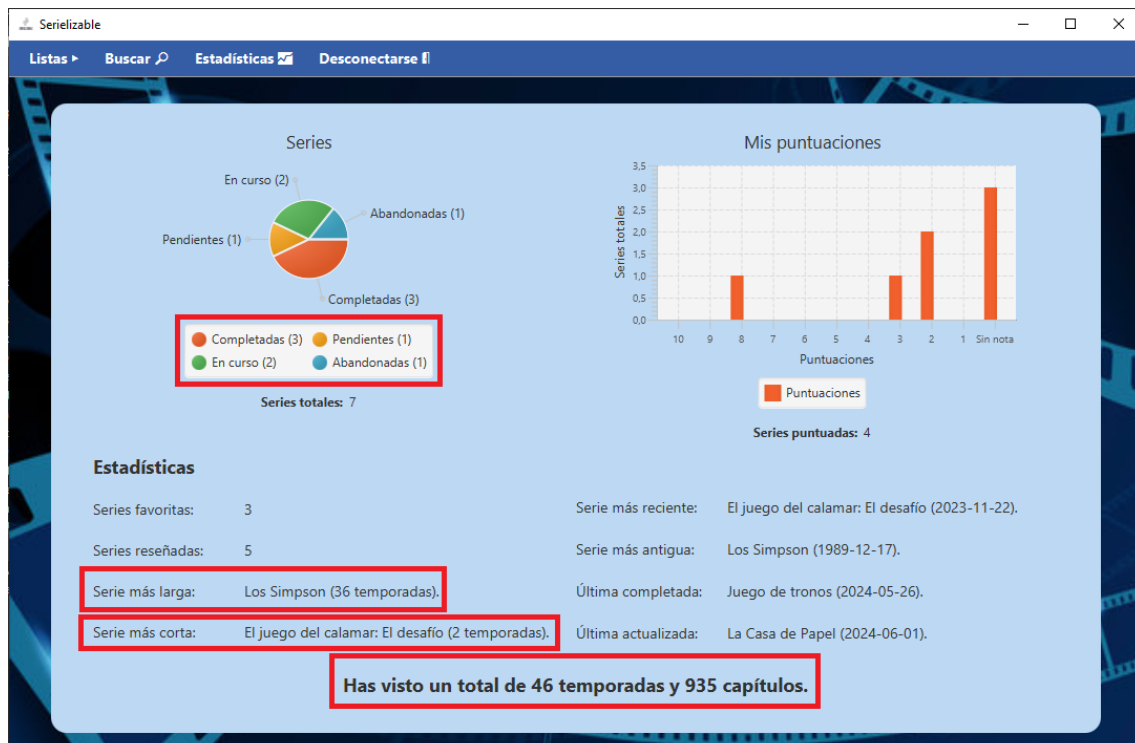 Serielizable
Listas Buscar Estadísticas Desconectarse
Series
En curso (2)
Abandonadas (1)
Pendientes (1)
Completadas (3)
Completadas (3) Pendientes (1)
En curso (2) Abandonadas (1)
Series totales: 7
Mis puntuaciones
3,5
3,0
2,5
2,0
1,5
1,0
0,5
0,0
Series totales
10 9 8 7 6 5 4 3 2 1 Sin nota
Puntuaciones
Puntuaciones
Series puntuadas: 4
Estadísticas
Series favoritas: 3
Series reseñadas: 5
Serie más larga: Los Simpson (36 temporadas).
Serie más corta: El juego del calamar: El desafío (2 temporadas).
Serie más reciente: El juego del calamar: El desafío (2023-11-22).
Serie más antigua: Los Simpson (1989-12-17).
Última completada: Juego de tronos (2024-05-26).
Última actualizada: La Casa de Papel (2024-06-01).
Has visto un total de 46 temporadas y 935 capítulos.